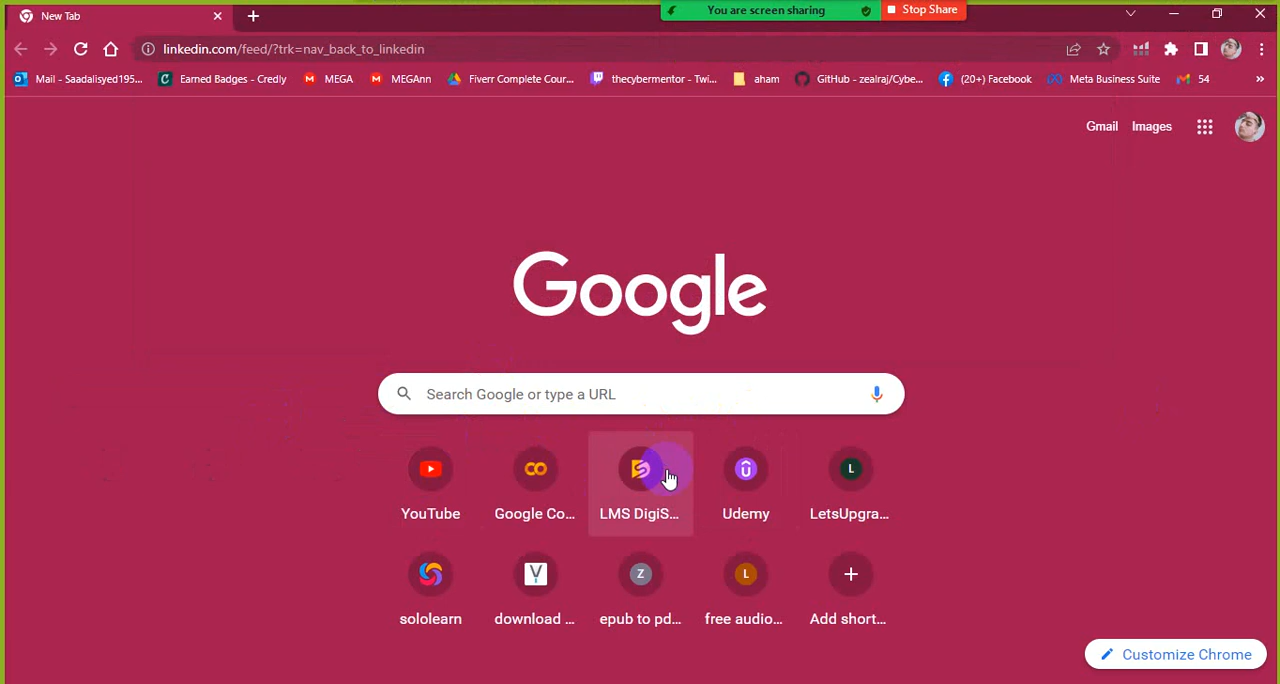 You are screen sharing Stop Share
New Tab
linkedin.com/feed/?trk=nav_back_to_linkedin
Mail - Saadalisyed195... Earned Badges - Credly MEGA MEGAnn Fiverr Complete Cour... thecybermentor - Twi... aham GitHub - zealraj/Cybe... (20+) Facebook Meta Business Suite 54 »
Gmail Images
Google
Search Google or type a URL
YouTube Google Co... LMS DigiS... Udemy LetsUpgra...
L
sololearn download ... epub to pd... free audio... Add short...
V Z L
Customize Chrome